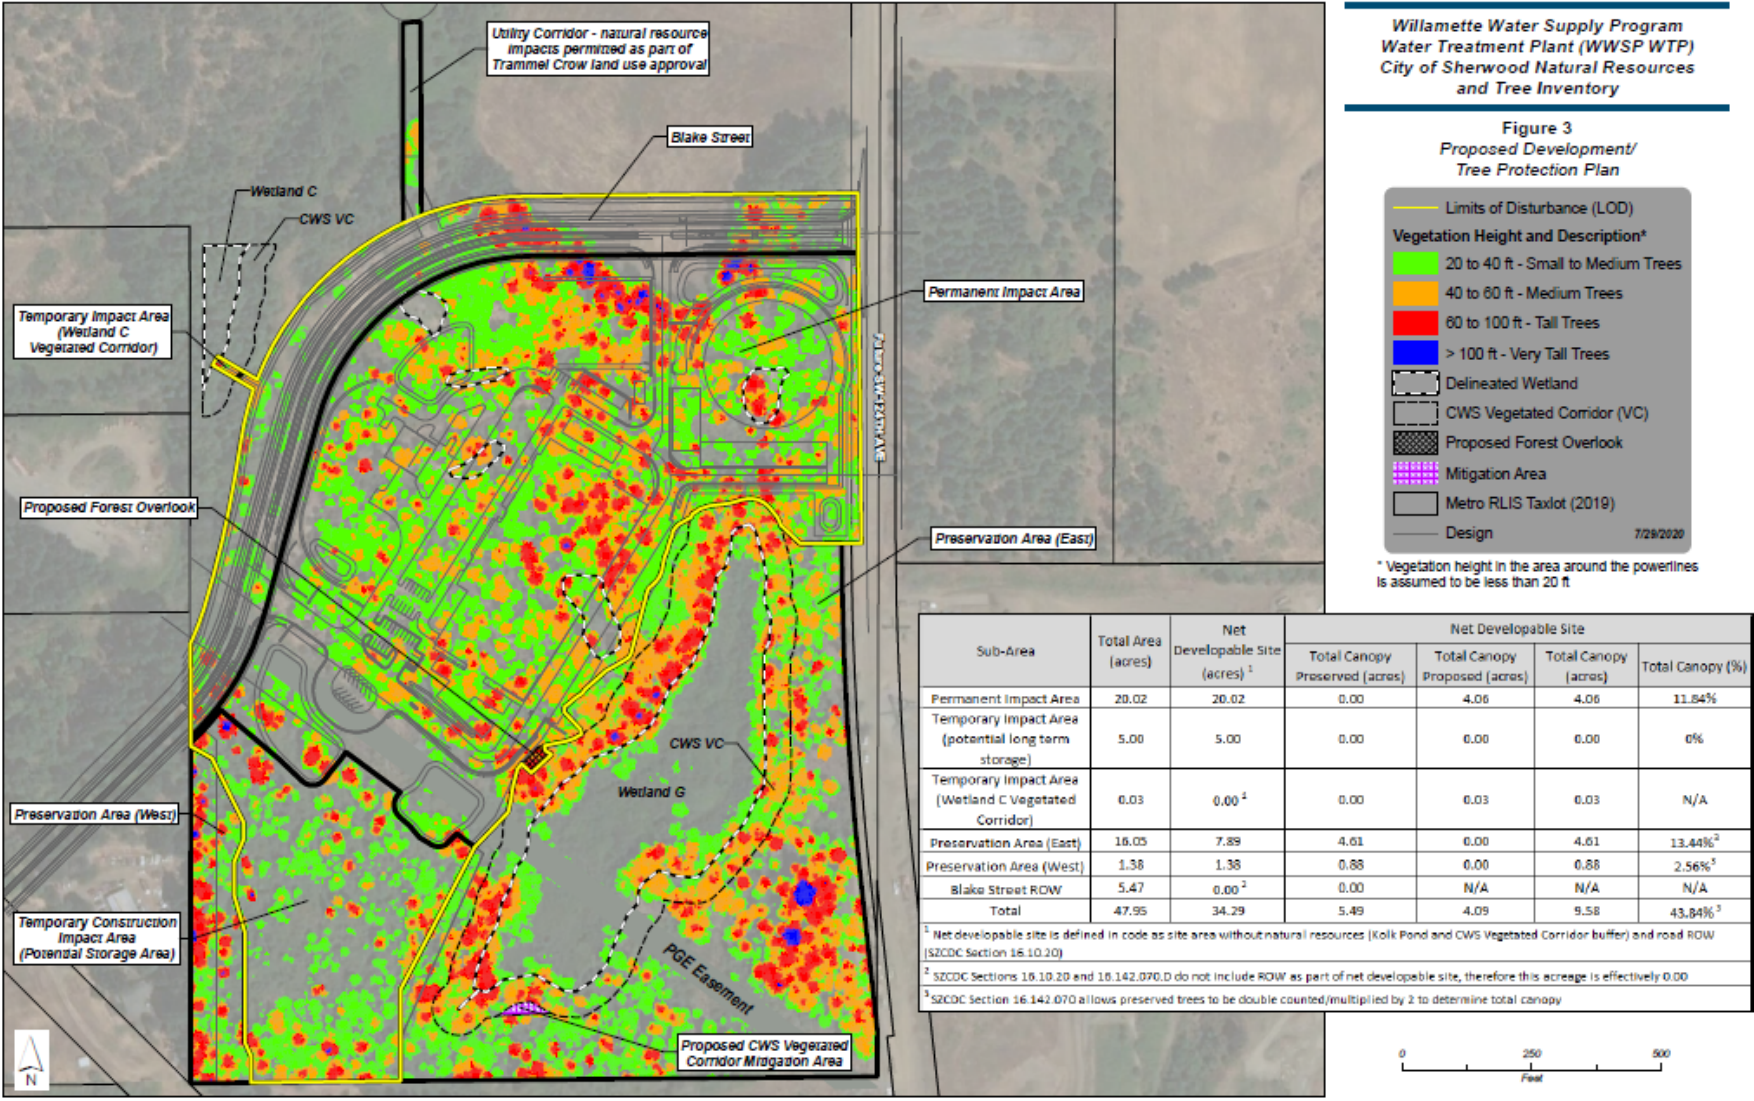 Willamette Water Supply Program
Water Treatment Plant (WWSP WTP)
City of Sherwood Natural Resources
and Tree Inventory
Figure 3
Proposed Development/
Tree Protection Plan
Limits of Disturbance (LOD)
Vegetation Height and Description*
20 to 40 ft - Small to Medium Trees
40 to 60 ft - Medium Trees
60 to 100 ft - Tall Trees
> 100 ft - Very Tall Trees
Delineated Wetland
CWS Vegetated Corridor (VC)
Proposed Forest Overlook
Mitigation Area
Metro RLIS Taxlot (2019)
Design 7/29/2020
* Vegetation height in the area around the powerlines
is assumed to be less than 20 ft
Utility Corridor - natural resource
impacts permitted as part of
Trammel Crow land use approval
Blake Street
Wetland C
CWS VC
Permanent Impact Area
Temporary Impact Area
(Wetland C
Vegetated Corridor)
Future SW 124TH AVE
Proposed Forest Overlook
Preservation Area (East)
CWS VC
Wetland G
Preservation Area (West)
Temporary Construction
Impact Area
(Potential Storage Area)
PGE Easement
Proposed CWS Vegetated
Corridor Mitigation Area
N
Sub-Area Total Area (acres) Net Developable Site (acres) 1 Net Developable Site
Total Canopy Preserved (acres) Total Canopy Proposed (acres) Total Canopy (acres) Total Canopy (%)
Permanent Impact Area 20.02 20.02 0.00 4.06 4.06 11.84%
Temporary Impact Area (potential long term storage) 5.00 5.00 0.00 0.00 0.00 0%
Temporary Impact Area (Wetland C Vegetated Corridor) 0.03 0.00 1 0.00 0.03 0.03 N/A
Preservation Area (East) 16.05 7.89 4.61 0.00 4.61 13.44% 3
Preservation Area (West) 1.38 1.38 0.88 0.00 0.88 2.56% 3
Blake Street ROW 5.47 0.00 2 0.00 N/A N/A N/A
Total 47.95 34.29 5.49 4.09 9.58 43.84% 3
1 Net developable site is defined in code as site area without natural resources (Kolk Pond and CWS Vegetated Corridor buffer) and road ROW
(SZCDC Section 16.10.20)
2 SZCDC Sections 16.10.20 and 16.142.070.D do not include ROW as part of net developable site, therefore this acreage is effectively 0.00
3 SZCDC Section 16.142.070 allows preserved trees to be double counted/multiplied by 2 to determine total canopy
0 250 500
Feet